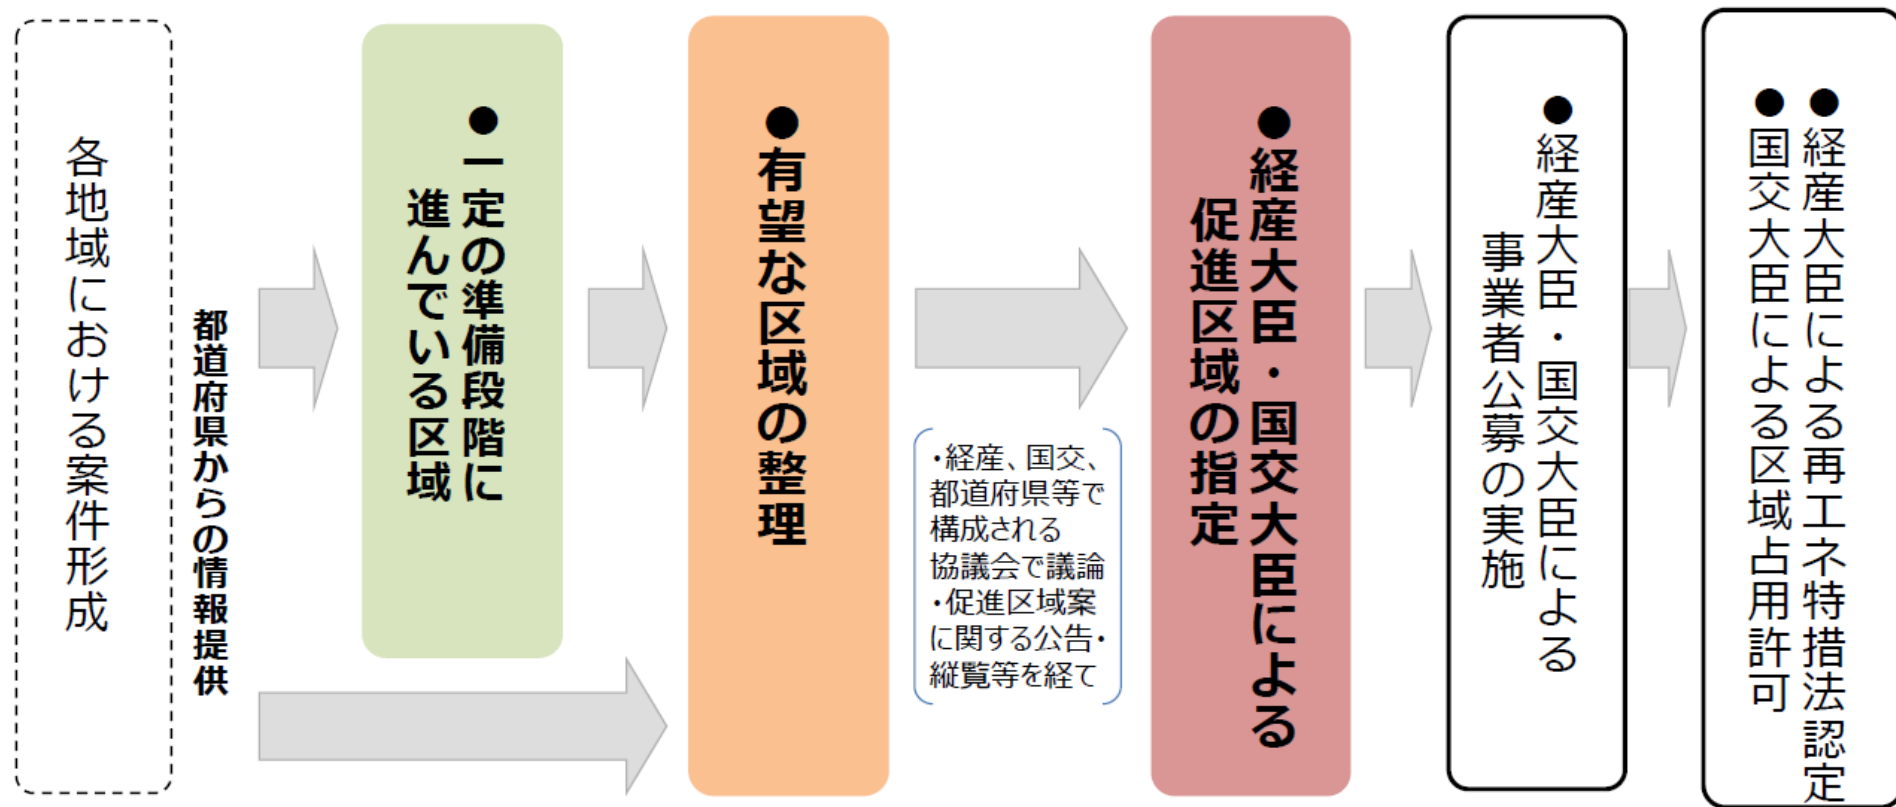 各地域における案件形成
都道府県からの情報提供
●一定の準備段階に
進んでいる区域
●有望な区域の整理
・経産、国交、
都道府県等で
構成される
協議会で議論
・促進区域案
に関する公告・
縦覧等を経て
●経産大臣・国交大臣による
促進区域の指定
●経産大臣・国交大臣による
事業者公募の実施
●経産大臣による再エネ特措法認定
●国交大臣による区域占用許可